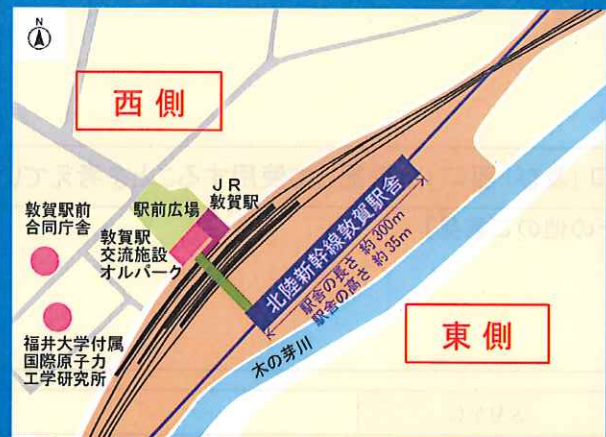 N
西側
JR
敦賀駅
駅前広場
敦賀駅前
合同庁舎
敦賀駅
交流施設
オルパーク
福井大学付属
国際原子力
工学研究所
北陸新幹線敦賀駅舎
駅舎の長さ 約300m
駅舎の高さ 約35m
木の芽川
東側